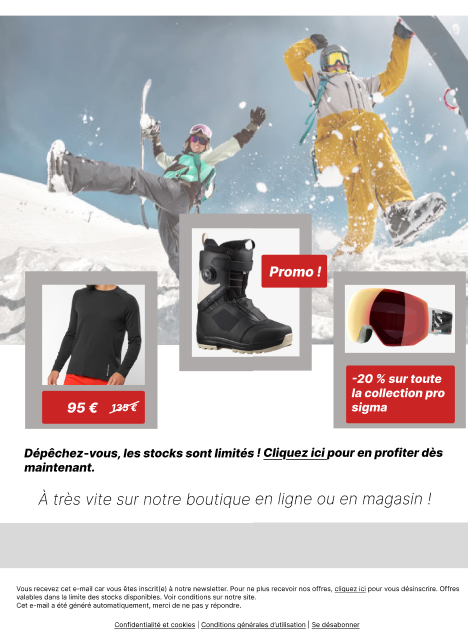 Promo !
95 € 135 €
-20 % sur toute
la collection pro
sigma
Dépêchez-vous, les stocks sont limités ! Cliquez ici pour en profiter dès
maintenant.
À très vite sur notre boutique en ligne ou en magasin !
Vous recevez cet e-mail car vous êtes inscrit(e) à notre newsletter. Pour ne plus recevoir nos offres, cliquez ici pour vous désinscrire. Offres
valables dans la limite des stocks disponibles. Voir conditions sur notre site.
Cet e-mail a été généré automatiquement, merci de ne pas y répondre.
Confidentialité et cookies | Conditions générales d'utilisation | Se désabonner